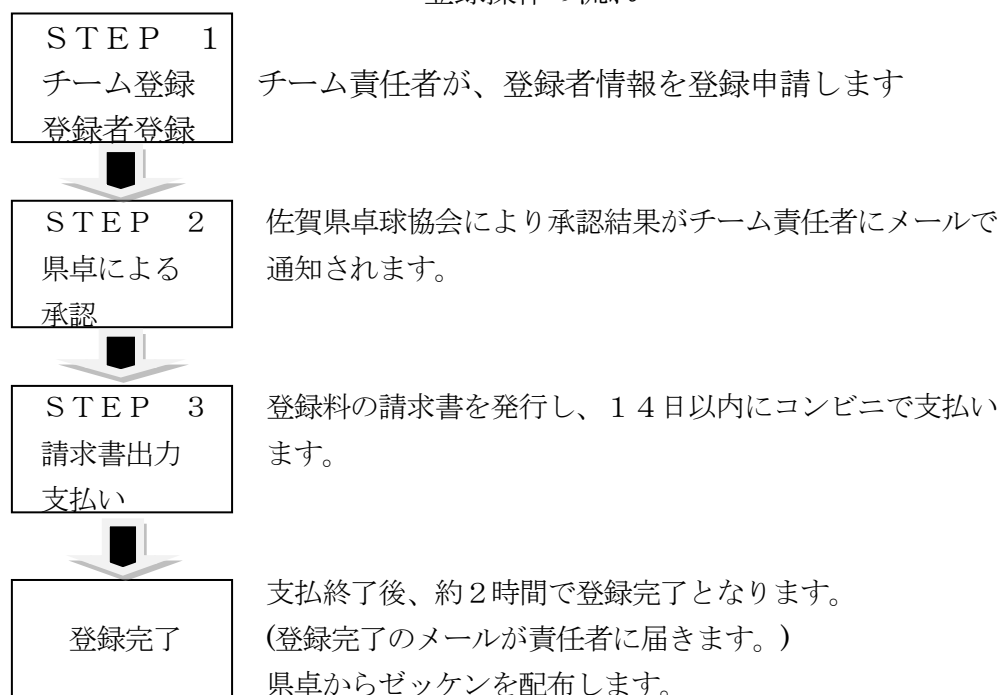 ＳＴＥＰ　１
チーム登録
登録者登録
チーム責任者が、登録者情報を登録申請します
ＳＴＥＰ　２
県卓による
承認
佐賀県卓球協会により承認結果がチーム責任者にメールで
通知されます。
ＳＴＥＰ　３
請求書出力
支払い
登録料の請求書を発行し、１４日以内にコンビニで支払い
ます。
登録完了
支払終了後、約２時間で登録完了となります。
(登録完了のメールが責任者に届きます。)
県卓からゼッケンを配布します。